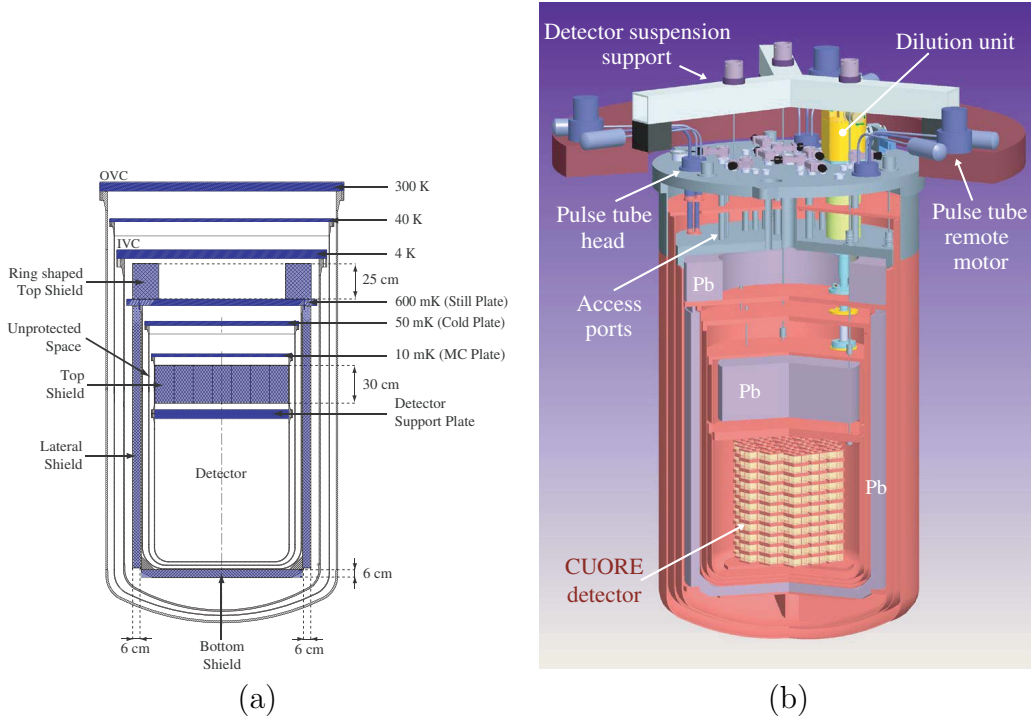 OVC
300 K
40 K
IVC
4 K
Ring shaped
Top Shield
25 cm
600 mK (Still Plate)
50 mK (Cold Plate)
Unprotected
Space
10 mK (MC Plate)
Top
Shield
30 cm
Detector
Support Plate
Lateral
Shield
Detector
6 cm
6 cm
Bottom
Shield
6 cm
(a)
Detector suspension
support
Dilution unit
Pulse tube
head
Pulse tube
remote
motor
Pb
Access
ports
Pb
Pb
CUORE
detector
(b)